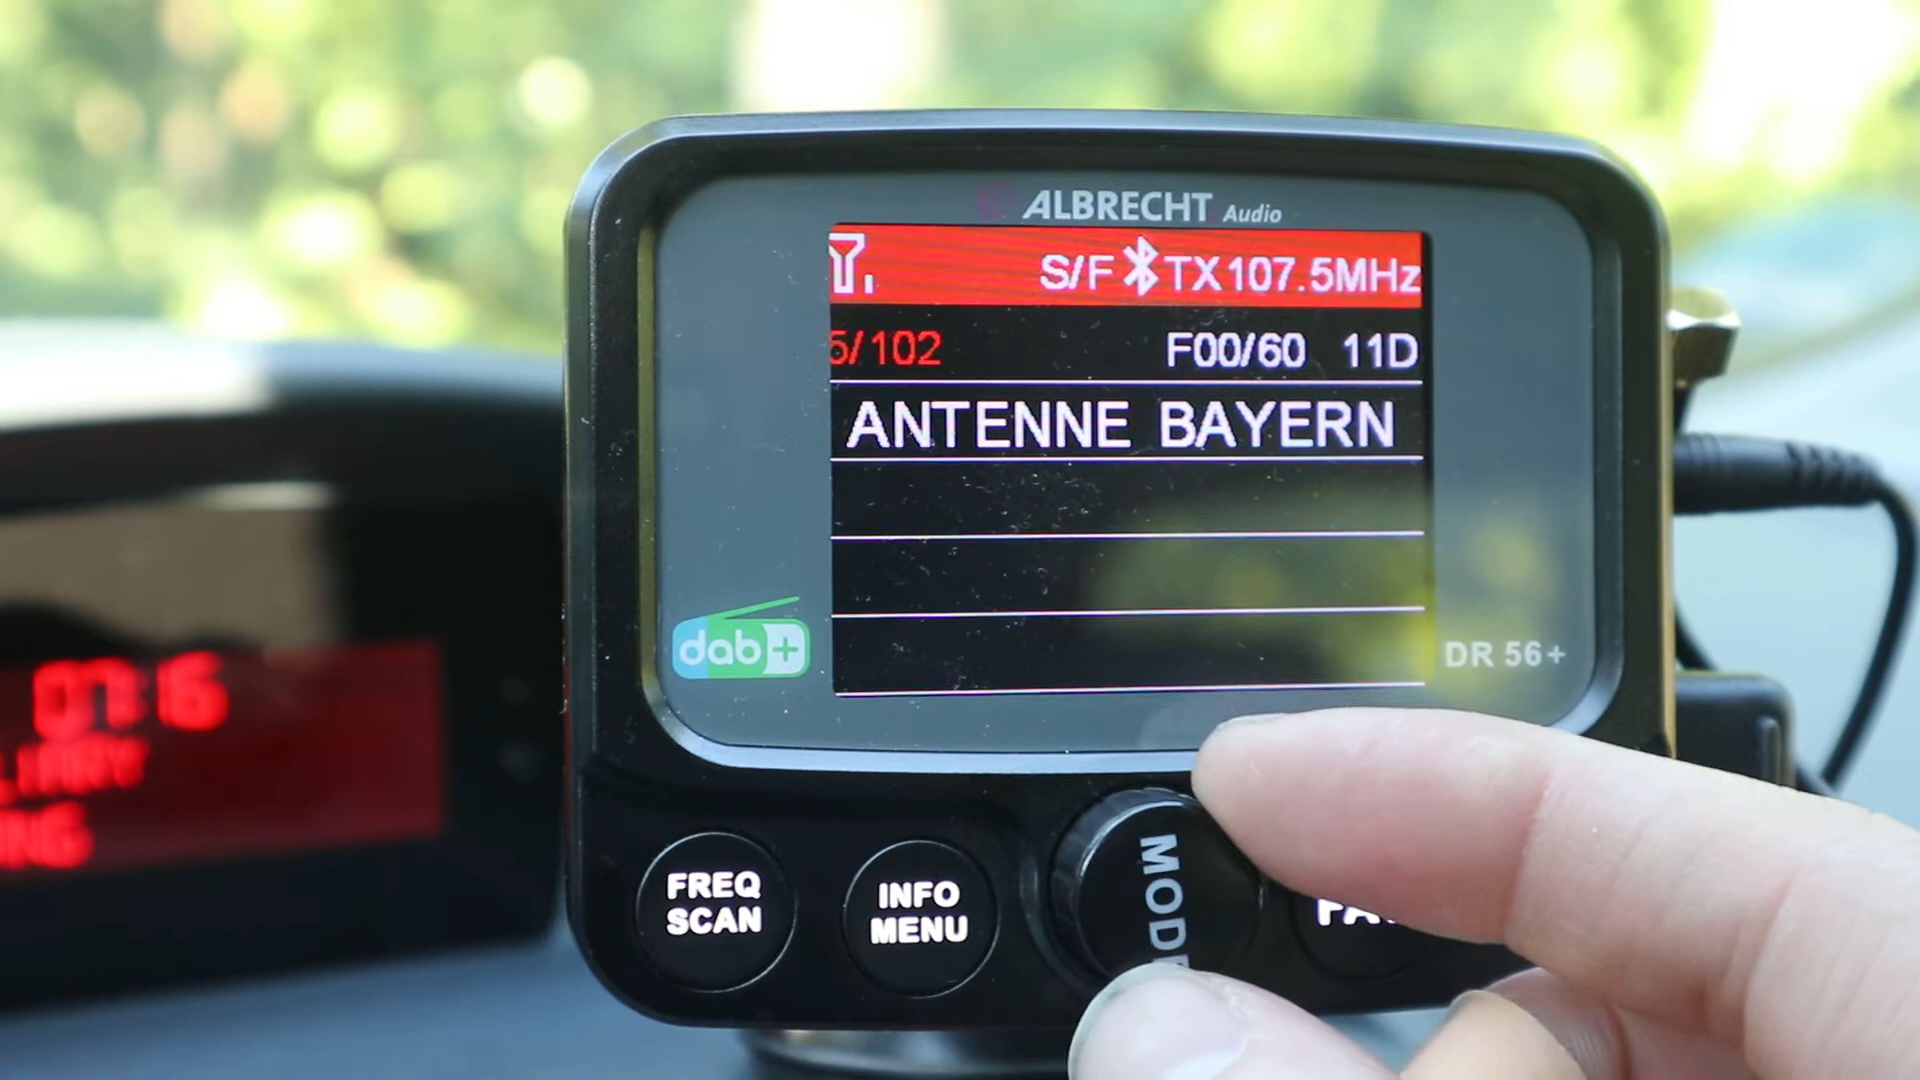 ALBRECHT Audio
S/F TX107.5MHz
5/102 F00/60 11D
ANTENNE BAYERN
dab+
DR 56+
FREQ
SCAN
INFO
MENU
MODE